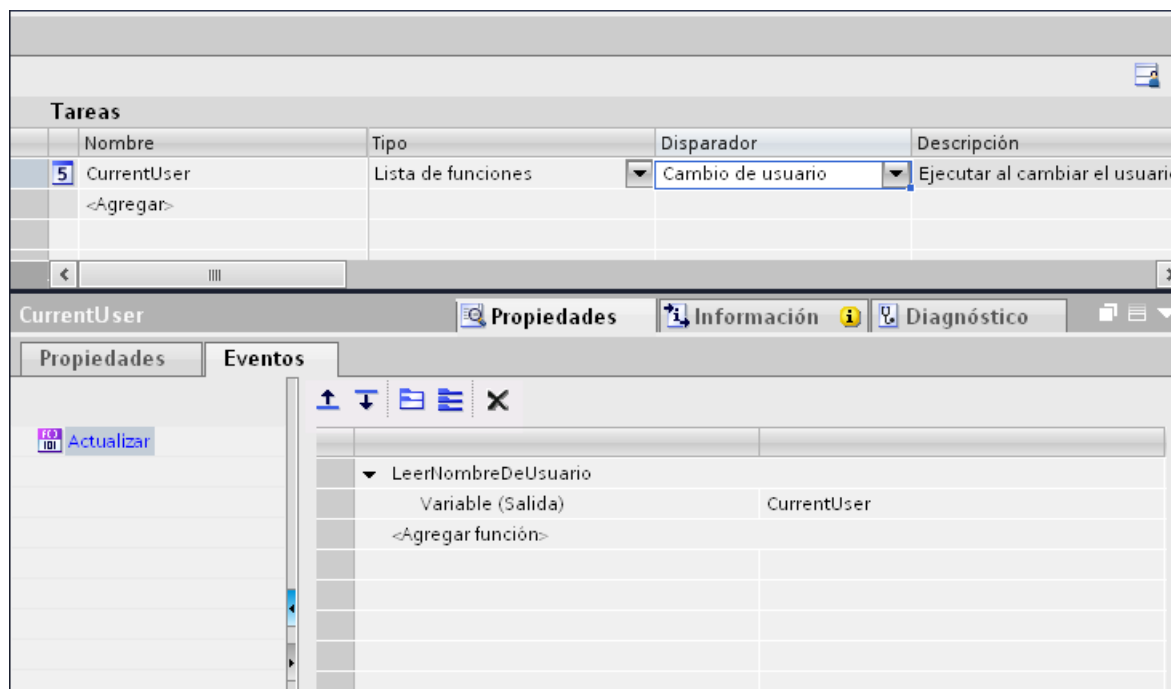 Tareas
Nombre Tipo Disparador Descripción
5 CurrentUser Lista de funciones Cambio de usuario Ejecutar al cambiar el usuari
<Agregar>
CurrentUser Propiedades Información Diagnóstico
Propiedades Eventos
Actualizar
LeerNombreDeUsuario
Variable (Salida) CurrentUser
<Agregar función>